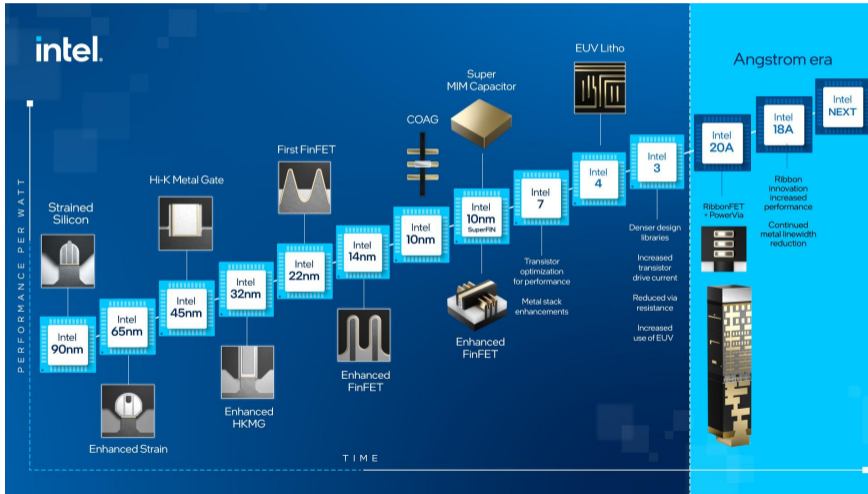 intel.
PERFORMANCE PER WATT
TIME
Strained
Silicon
Intel
90nm
Intel
65nm
Enhanced Strain
Hi-K Metal Gate
Intel
45nm
Intel
32nm
Enhanced
HKMG
First FinFET
Intel
22nm
Intel
14nm
Enhanced
FinFET
COAG
Intel
10nm
Super
MIM Capacitor
Intel
10nm
SuperFIN
Enhanced
FinFET
Intel
7
Transistor
optimization
for performance
Metal stack
enhancements
EUV Litho
Intel
4
Intel
3
Denser design
libraries
Increased
transistor
drive current
Reduced via
resistance
Increased
use of EUV
Angstrom era
Intel
20A
RibbonFET
+ PowerVia
Intel
18A
Ribbon
innovation
increased
performance
Continued
metal linewidth
reduction
Intel
NEXT